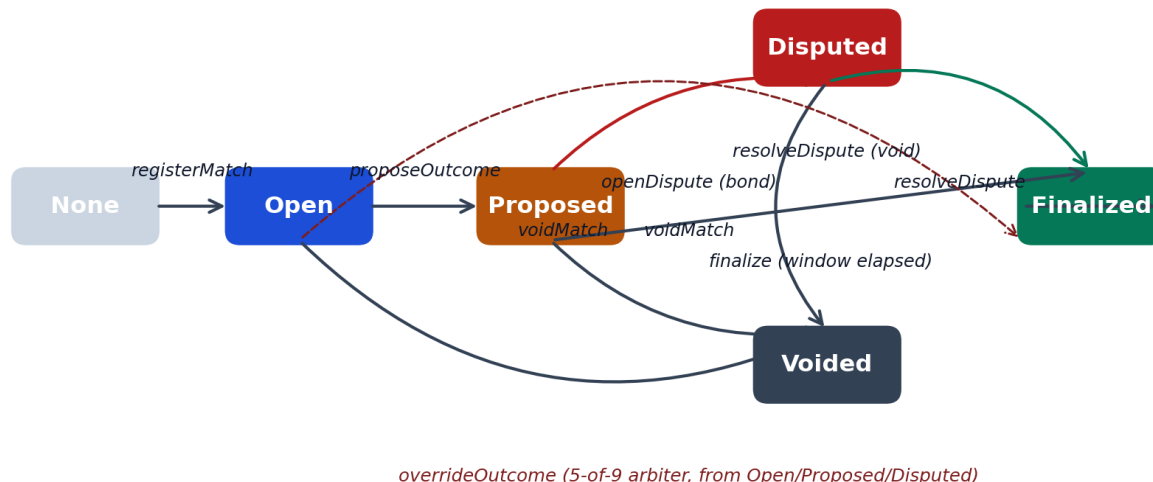 Disputed
registerMatch
proposeOutcome
resolveDispute (void)
openDispute (bond)
resolveDispute
None
Open
Proposed
Finalized
voidMatch
voidMatch
finalize (window elapsed)
Voided
overrideOutcome (5-of-9 arbiter, from Open/Proposed/Disputed)